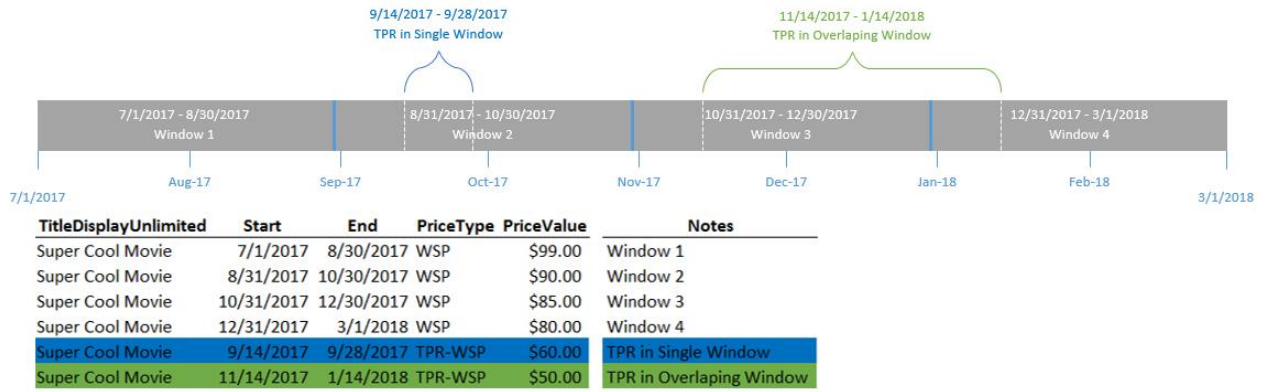 9/14/2017 - 9/28/2017
TPR in Single Window
11/14/2017 - 1/14/2018
TPR in Overlaping Window
7/1/2017 - 8/30/2017
Window 1
8/31/2017 - 10/30/2017
Window 2
10/31/2017 - 12/30/2017
Window 3
12/31/2017 - 3/1/2018
Window 4
7/1/2017
Aug-17
Sep-17
Oct-17
Nov-17
Dec-17
Jan-18
Feb-18
3/1/2018
TitleDisplayUnlimited Start End PriceType PriceValue Notes
Super Cool Movie 7/1/2017 8/30/2017 WSP $99.00 Window 1
Super Cool Movie 8/31/2017 10/30/2017 WSP $90.00 Window 2
Super Cool Movie 10/31/2017 12/30/2017 WSP $85.00 Window 3
Super Cool Movie 12/31/2017 3/1/2018 WSP $80.00 Window 4
Super Cool Movie 9/14/2017 9/28/2017 TPR-WSP $60.00 TPR in Single Window
Super Cool Movie 11/14/2017 1/14/2018 TPR-WSP $50.00 TPR in Overlaping Window